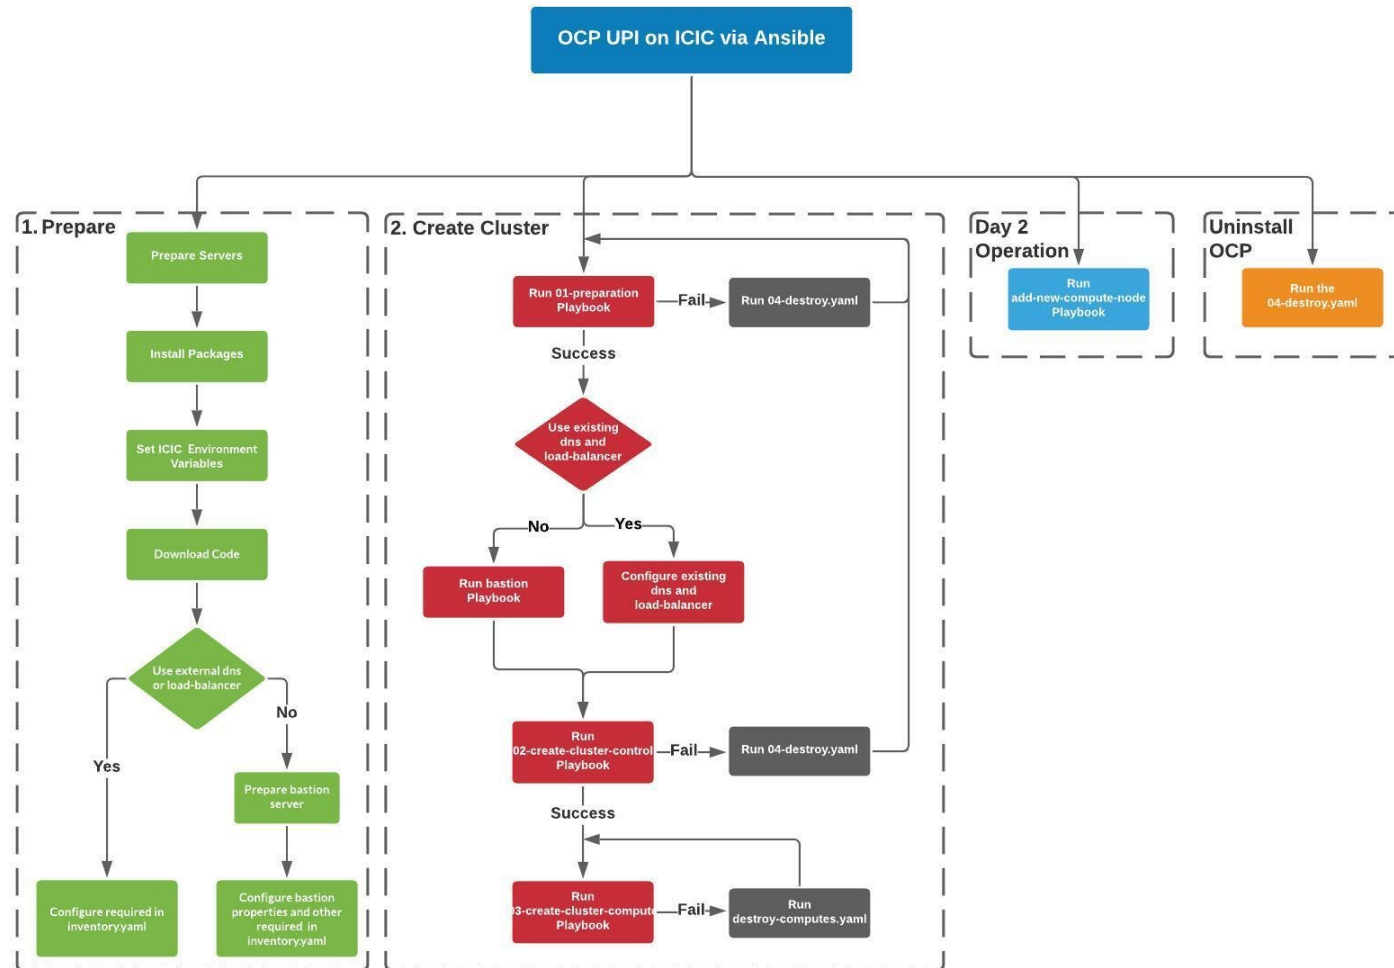 OCP UPI on ICIC via Ansible
1. Prepare
Prepare Servers
Install Packages
Set ICIC Environment
Variables
Download Code
Use external dns
or load-balancer
No
Yes
Prepare bastion
server
Configure required in
inventory.yaml
Configure bastion
properties and other
required in
inventory.yaml
2. Create Cluster
Run 01-preparation
Playbook
Fail
Run 04-destroy.yaml
Success
Use existing
dns and
load-balancer
No
Yes
Run bastion
Playbook
Configure existing
dns and
load-balancer
Run
02-create-cluster-control
Playbook
Fail
Run 04-destroy.yaml
Success
Run
03-create-cluster-compute
Playbook
Fail
Run
destroy-computes.yaml
Day 2
Operation
Run
add-new-compute-node
Playbook
Uninstall
OCP
Run the
04-destroy.yaml